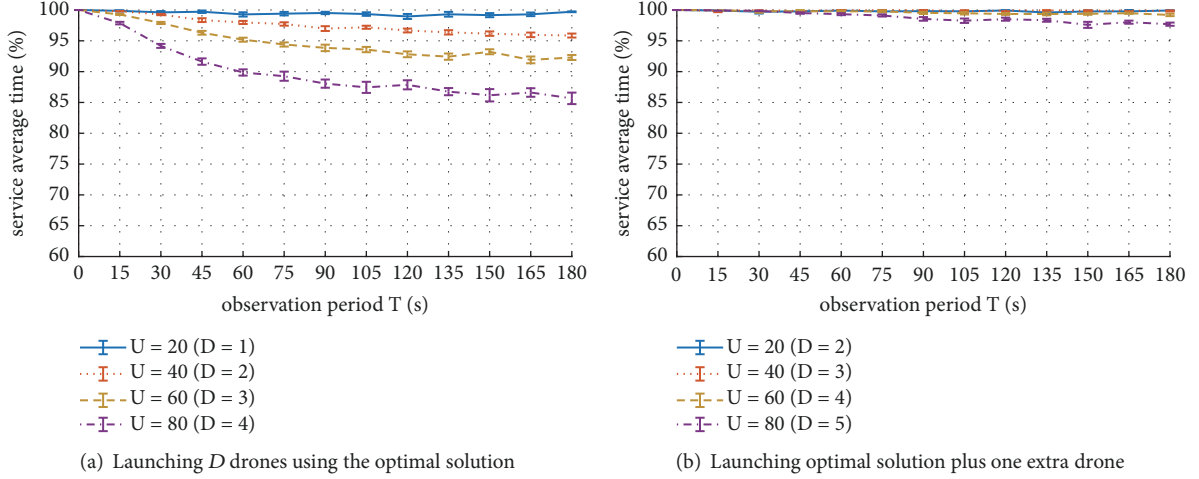 service average time (%)
100
95
90
85
80
75
70
65
60
0 15 30 45 60 75 90 105 120 135 150 165 180
observation period T (s)
U = 20 (D = 1)
U = 40 (D = 2)
U = 60 (D = 3)
U = 80 (D = 4)
(a) Launching D drones using the optimal solution
service average time (%)
100
95
90
85
80
75
70
65
60
0 15 30 45 60 75 90 105 120 135 150 165 180
observation period T (s)
U = 20 (D = 2)
U = 40 (D = 3)
U = 60 (D = 4)
U = 80 (D = 5)
(b) Launching optimal solution plus one extra drone